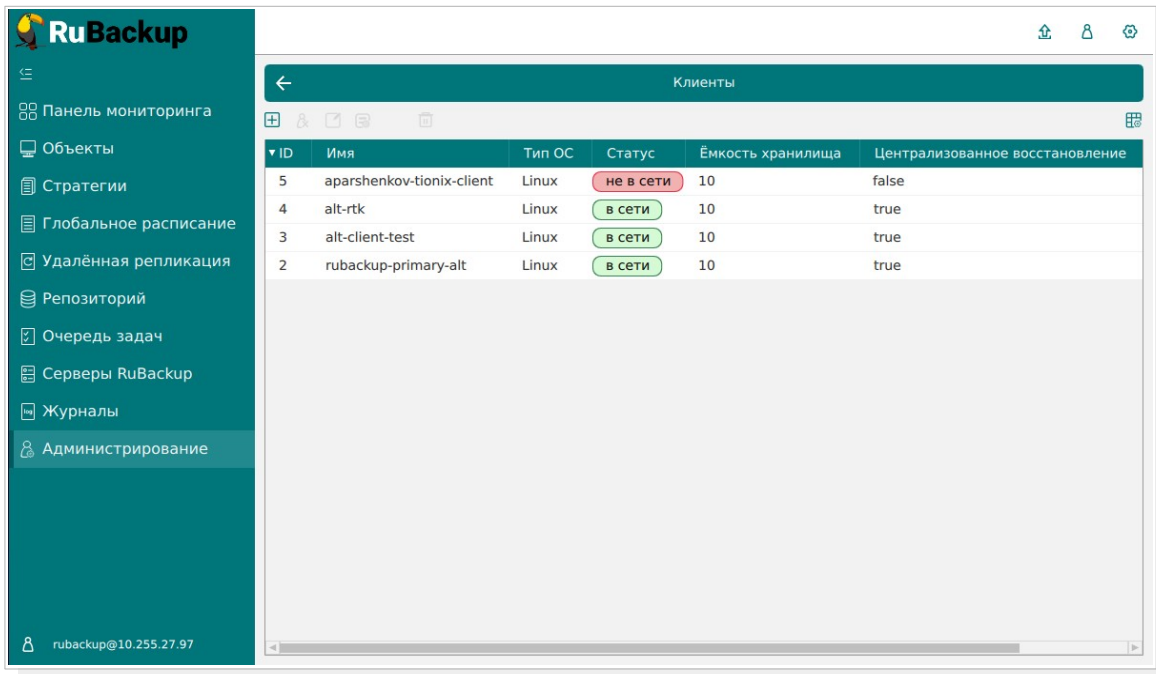 RuBackup
Клиенты
Панель мониторинга
Объекты
Стратегии
Глобальное расписание
Удалённая репликация
Репозиторий
Очередь задач
Серверы RuBackup
Журналы
Администрирование
rubackup@10.255.27.97
ID Имя Тип ОС Статус Ёмкость хранилища Централизованное восстановление
5 aparshenkov-tionix-client Linux не в сети 10 false
4 alt-rtk Linux в сети 10 true
3 alt-client-test Linux в сети 10 true
2 rubackup-primary-alt Linux в сети 10 true